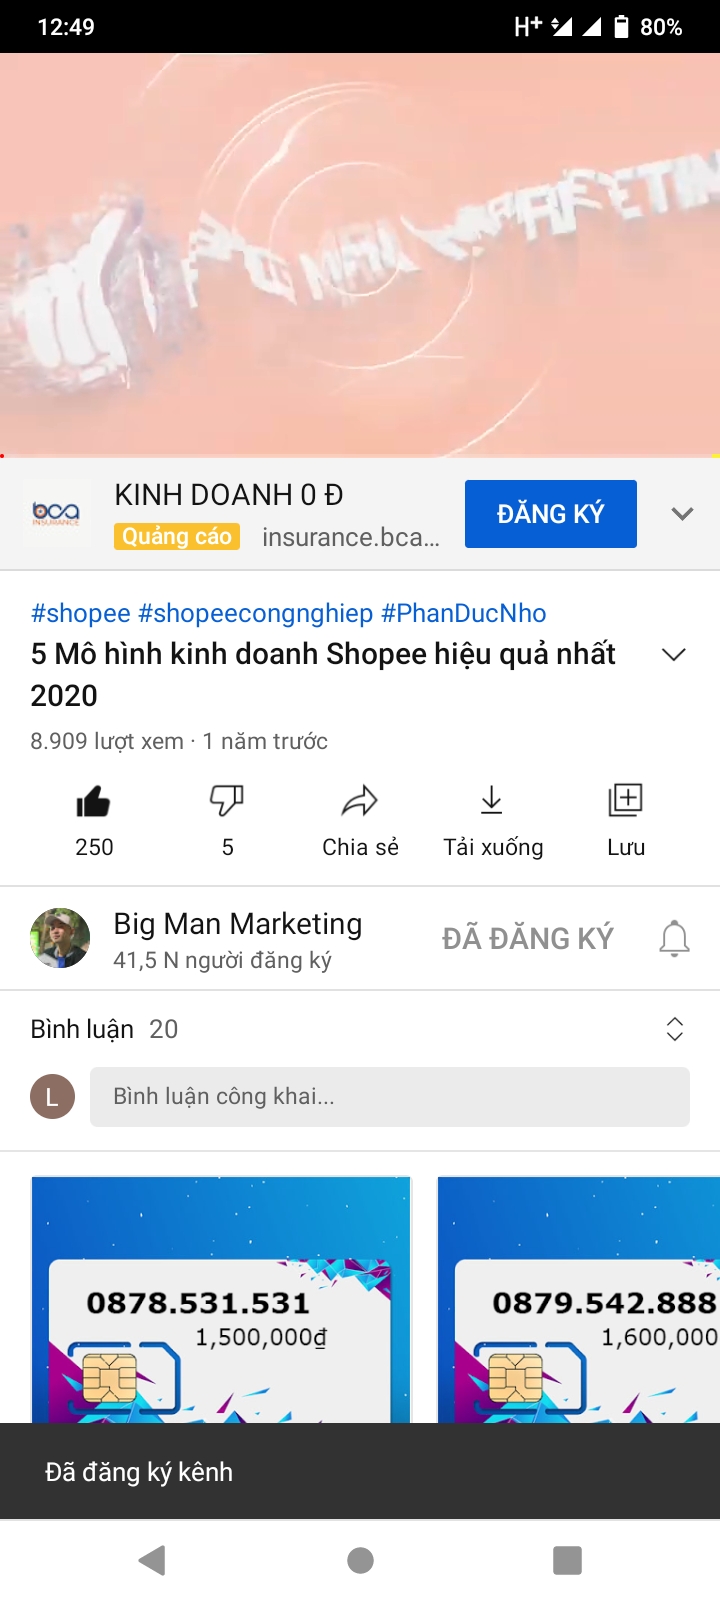 12:49
H+
80%
BIG MAN MARKETIN
bca
INSURANCE
KINH DOANH 0 Đ
Quảng cáo
insurance.bca...
ĐĂNG KÝ
#shopee #shopeecongnghiep #PhanDucNho
5 Mô hình kinh doanh Shopee hiệu quả nhất
2020
8.909 lượt xem · 1 năm trước
250
5
Chia sẻ
Tải xuống
Lưu
Big Man Marketing
41,5 N người đăng ký
ĐÃ ĐĂNG KÝ
Bình luận 20
L
Bình luận công khai...
0878.531.531
1,500,000₫
0879.542.888
1,600,000
Đã đăng ký kênh